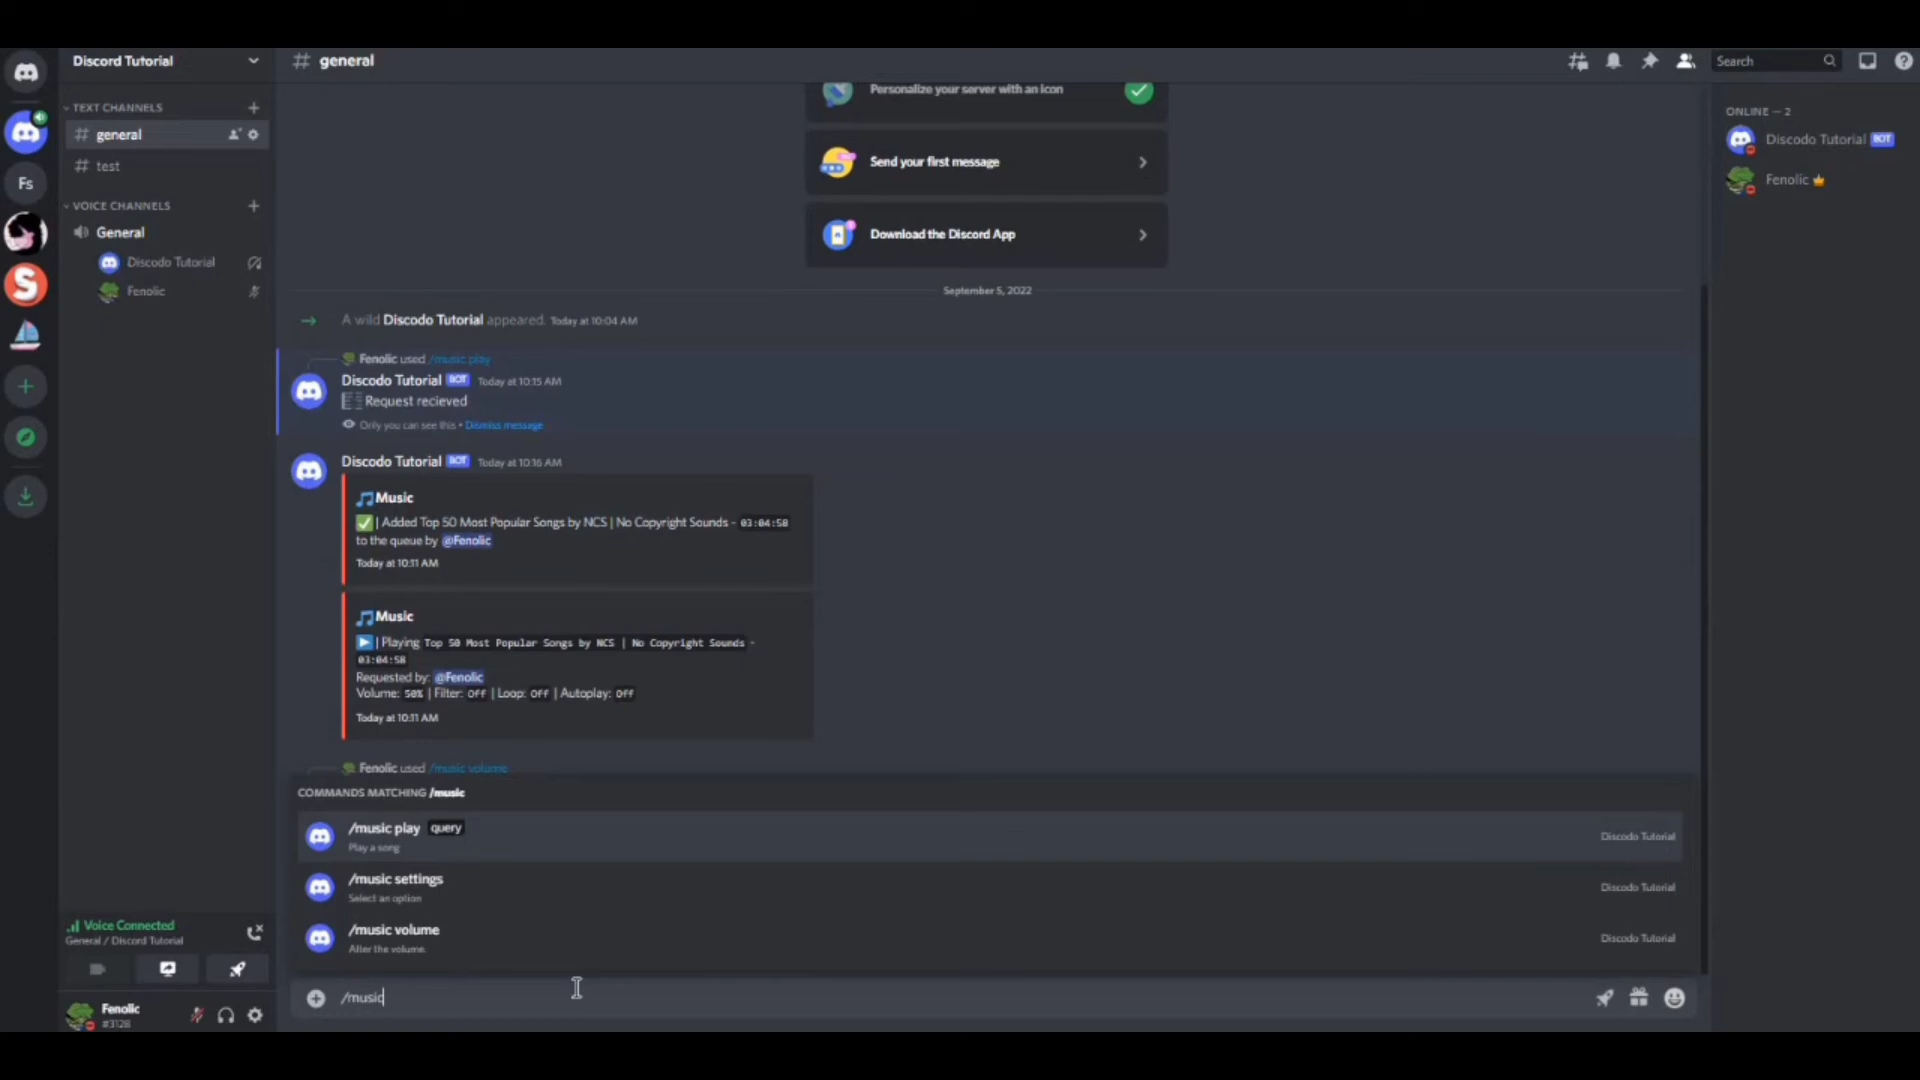 Discord Tutorial
# general
Search
TEXT CHANNELS
# general
# test
Fs
VOICE CHANNELS
General
Discodo Tutorial
Fenolic
Personalize your server with an icon
Send your first message
Download the Discord App
September 5, 2022
A wild Discodo Tutorial appeared. Today at 10:04 AM
Fenolic used /music play
Discodo Tutorial BOT Today at 10:15 AM
Request recieved
Only you can see this • Dismiss message
Discodo Tutorial BOT Today at 10:16 AM
🎵Music
✅ | Added Top 50 Most Popular Songs by NCS | No Copyright Sounds - 03:04:58
to the queue by @Fenolic
Today at 10:11 AM
🎵Music
▶ | Playing Top 50 Most Popular Songs by NCS | No Copyright Sounds -
03:04:58
Requested by: @Fenolic
Volume: 50% | Filter: Off | Loop: Off | Autoplay: Off
Today at 10:11 AM
Fenolic used /music volume
COMMANDS MATCHING /music
/music play query
Play a song
Discodo Tutorial
/music settings
Select an option
Discodo Tutorial
/music volume
Alter the volume.
Discodo Tutorial
/music
Voice Connected
General / Discord Tutorial
Fenolic
#3128
ONLINE — 2
Discodo Tutorial BOT
Fenolic